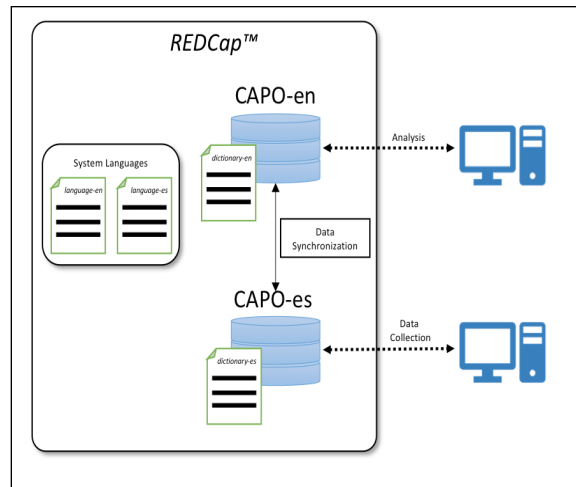 REDCap™
CAPO-en
dictionary-en
Analysis
System Languages
language-en
language-es
Data
Synchronization
CAPO-es
dictionary-es
Data
Collection